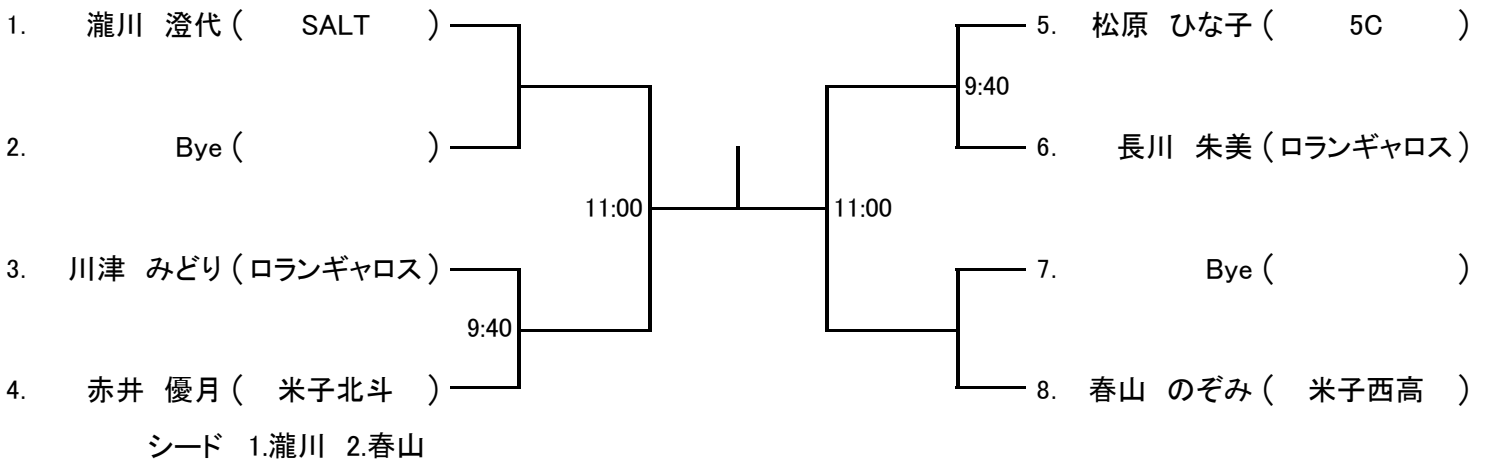 1. 瀧川 澄代 ( SALT )
2. Bye ( )
3. 川津 みどり ( ロランギャロス )
4. 赤井 優月 ( 米子北斗 )
9:40
11:00
11:00
5. 松原 ひな子 ( 5C )
9:40
6. 長川 朱美 ( ロランギャロス )
7. Bye ( )
8. 春山 のぞみ ( 米子西高 )
シード 1.瀧川 2.春山